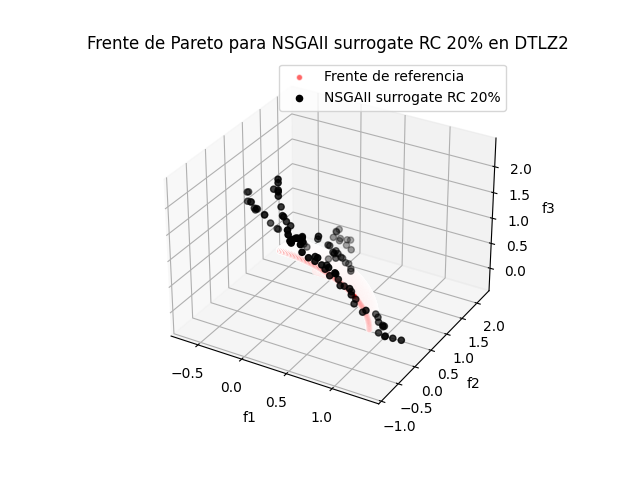 Frente de Pareto para NSGAII surrogate RC 20% en DTLZ2
Frente de referencia
NSGAII surrogate RC 20%
2.0
1.5
1.0
0.5
0.0
f3
2.0
1.5
1.0
0.5
0.0
−0.5
−1.0
f2
−0.5
0.0
0.5
1.0
f1